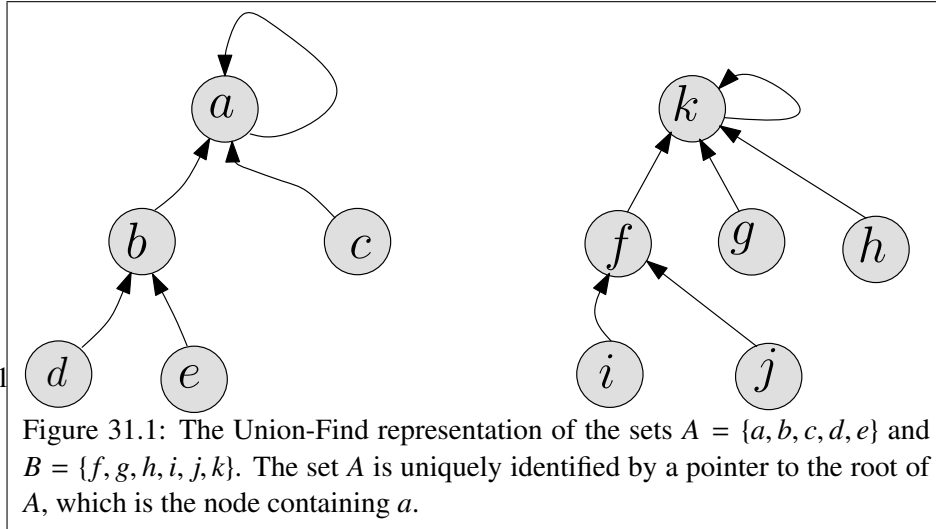 a
k
b
c
f
g
h
d
e
i
j
1
Figure 31.1: The Union-Find representation of the sets A = {a, b, c, d, e} and
B = {f, g, h, i, j, k}. The set A is uniquely identified by a pointer to the root of
A, which is the node containing a.